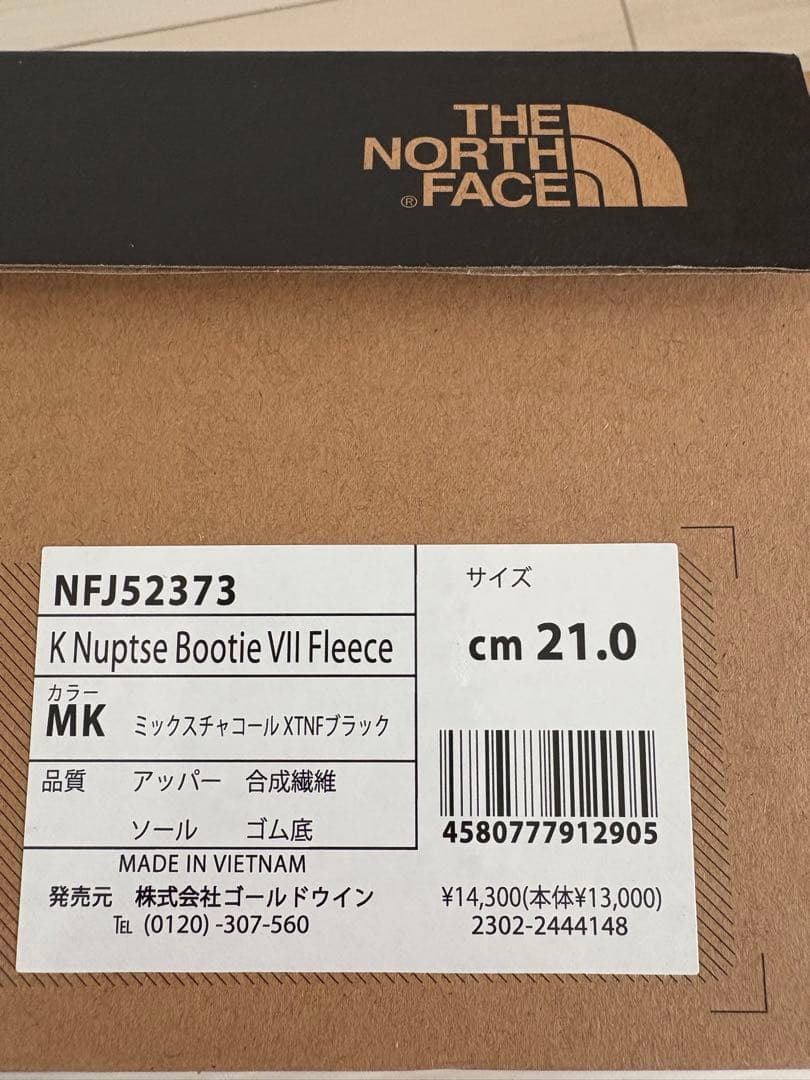 THE
NORTH
® FACE
NFJ52373
サイズ
K Nuptse Bootie VII Fleece
cm 21.0
カラー
MK ミックスチャコールXTNFブラック
品質 アッパー 合成繊維
ソール ゴム底
4580777912905
MADE IN VIETNAM
発売元 株式会社ゴールドウイン
¥14,300(本体¥13,000)
℡ (0120) -307-560
2302-2444148